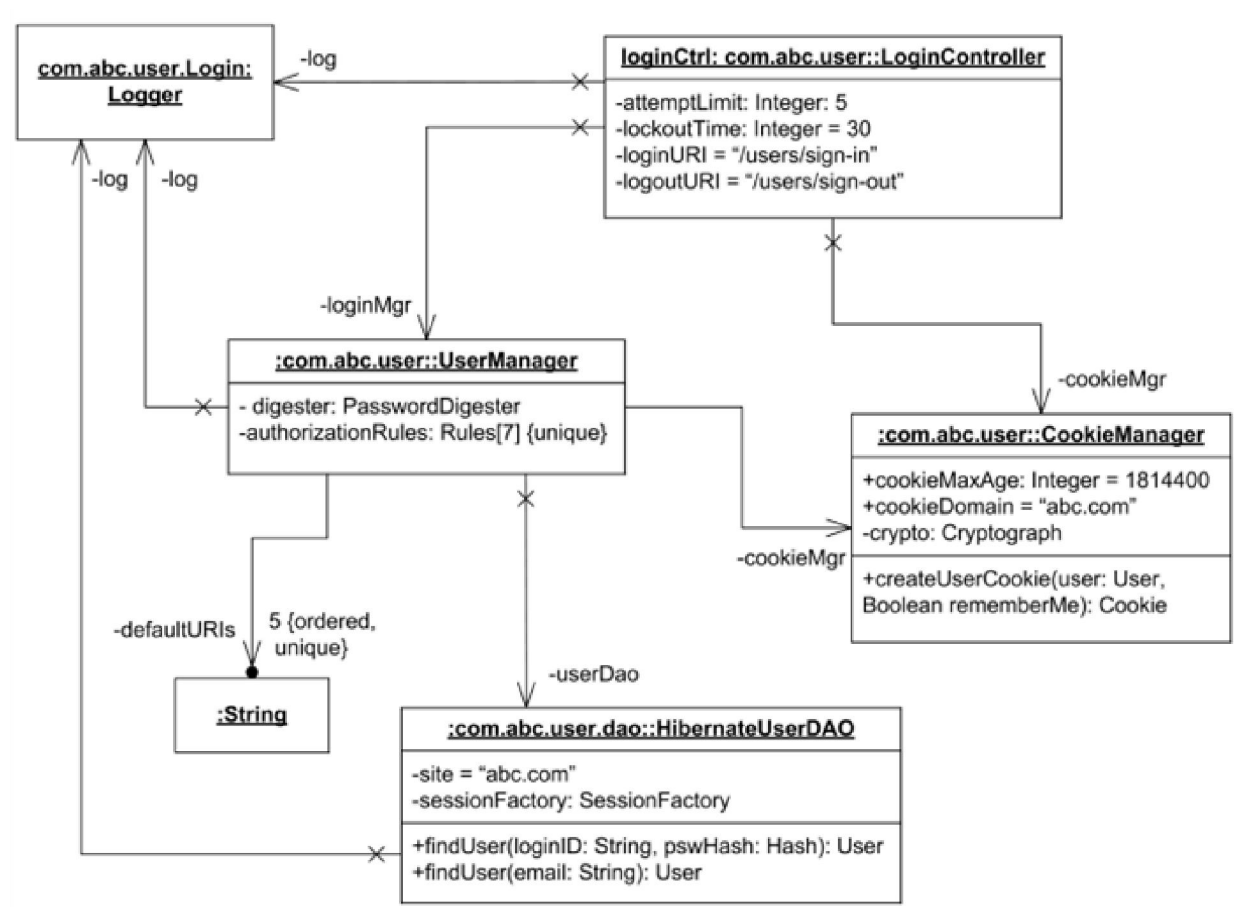 com.abc.user.Login:
Logger
-log
loginCtrl: com.abc.user::LoginController
-attemptLimit: Integer: 5
-lockoutTime: Integer = 30
-loginURI = “/users/sign-in”
-logoutURI = “/users/sign-out”
-log
-log
-loginMgr
:com.abc.user::UserManager
- digester: PasswordDigester
-authorizationRules: Rules[7] {unique}
-cookieMgr
:com.abc.user::CookieManager
+cookieMaxAge: Integer = 1814400
+cookieDomain = “abc.com”
-crypto: Cryptograph
+createUserCookie(user: User,
Boolean rememberMe): Cookie
-cookieMgr
-defaultURIs
5 {ordered,
unique}
:String
-userDao
:com.abc.user.dao::HibernateUserDAO
-site = “abc.com”
-sessionFactory: SessionFactory
+findUser(loginID: String, pswHash: Hash): User
+findUser(email: String): User